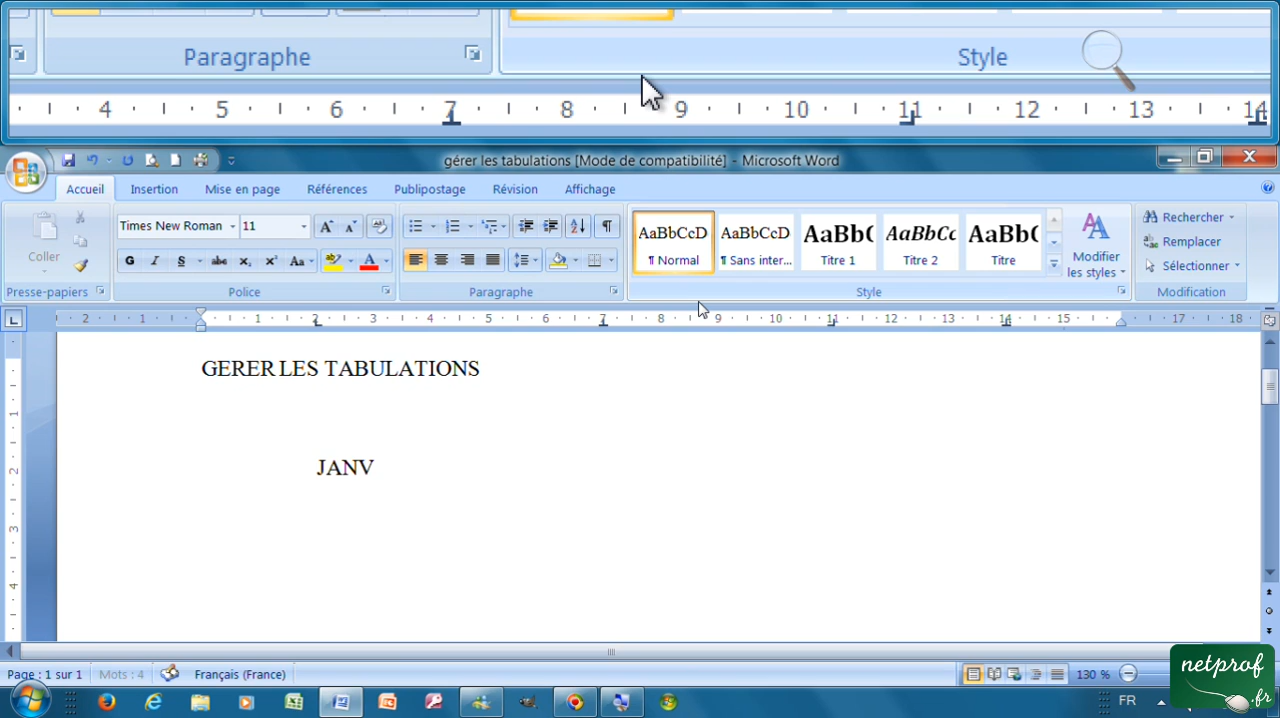 Paragraphe Style
4 5 6 7 8 9 10 11 12 13 14
gérer les tabulations [Mode de compatibilité] - Microsoft Word
Accueil Insertion Mise en page Références Publipostage Révision Affichage
Coller
Presse-papiers
Times New Roman 11
G I S abc x₂ x² Aa A
Police
Paragraphe
AaBbCcD AaBbCcD AaBbC AaBbCc AaBbC
¶ Normal ¶ Sans inter... Titre 1 Titre 2 Titre
Style
Modifier
les styles
Rechercher
Remplacer
Sélectionner
Modification
2 1 1 2 3 4 5 6 7 8 9 10 11 12 13 14 15 17 18
GERER LES TABULATIONS
JANV
1
2
3
4
Page : 1 sur 1 Mots : 4 Français (France) 130 %
FR
netprof
.fr